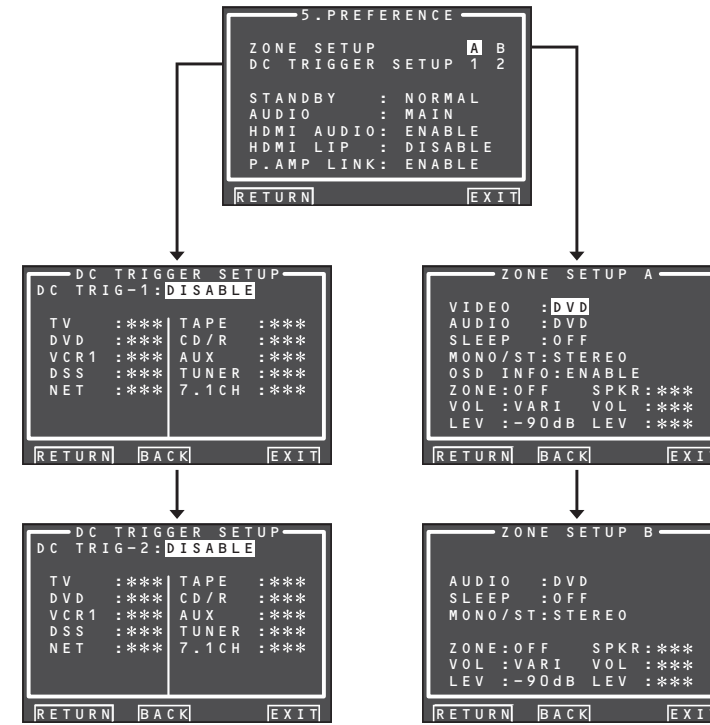 5.PREFERENCE
ZONE SETUP A B
DC TRIGGER SETUP 1 2
STANDBY : NORMAL
AUDIO : MAIN
HDMI AUDIO: ENABLE
HDMI LIP : DISABLE
P.AMP LINK: ENABLE
RETURN EXIT
DC TRIGGER SETUP
DC TRIG-1:DISABLE
TV :*** TAPE :***
DVD :*** CD/R :***
VCR1 :*** AUX :***
DSS :*** TUNER :***
NET :*** 7.1CH :***
RETURN BACK EXIT
ZONE SETUP A
VIDEO :DVD
AUDIO :DVD
SLEEP :OFF
MONO/ST:STEREO
OSD INFO:ENABLE
ZONE:OFF SPKR:***
VOL :VARI VOL :***
LEV :-90dB LEV :***
RETURN BACK EXI
DC TRIGGER SETUP
DC TRIG-2:DISABLE
TV :*** TAPE :***
DVD :*** CD/R :***
VCR1 :*** AUX :***
DSS :*** TUNER :***
NET :*** 7.1CH :***
RETURN BACK EXIT
ZONE SETUP B
AUDIO :DVD
SLEEP :OFF
MONO/ST:STEREO
ZONE:OFF SPKR:***
VOL :VARI VOL :***
LEV :-90dB LEV :***
RETURN BACK EXI